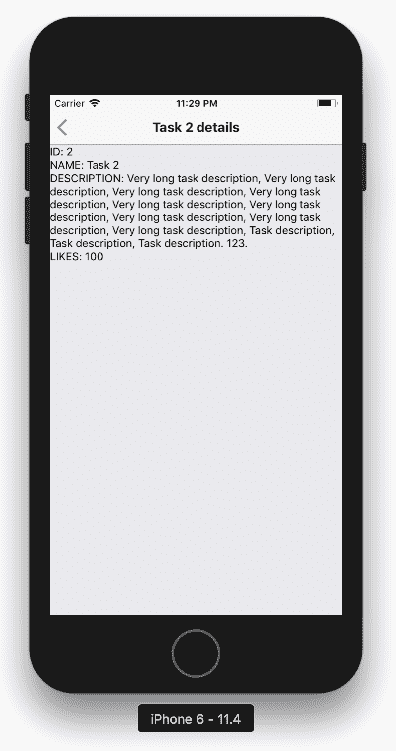 Carrier 11:29 PM
Task 2 details
ID: 2
NAME: Task 2
DESCRIPTION: Very long task description, Very long task
description, Very long task description, Very long task
description, Very long task description, Very long task
description, Very long task description, Very long task
description, Very long task description, Task description,
Task description, Task description. 123.
LIKES: 100
iPhone 6 - 11.4